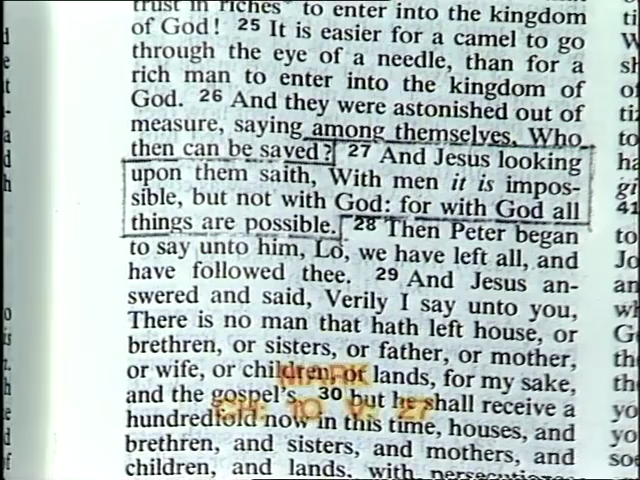 trust in riches to enter into the kingdom
of God! 25 It is easier for a camel to go
through the eye of a needle, than for a
rich man to enter into the kingdom of
God. 26 And they were astonished out of
measure, saying among themselves, Who
then can be saved? 27 And Jesus looking
upon them saith, With men it is impos-
sible, but not with God: for with God all
things are possible. 28 Then Peter began
to say unto him, Lo, we have left all, and
have followed thee. 29 And Jesus an-
swered and said, Verily I say unto you,
There is no man that hath left house, or
brethren, or sisters, or father, or mother,
or wife, or children, or lands, for my sake,
and the gospel's 30 but he shall receive a
hundredfold now in this time, houses, and
brethren, and sisters, and mothers, and
children, and lands, with persecutions
MARK
CH: 10 V: 27
41